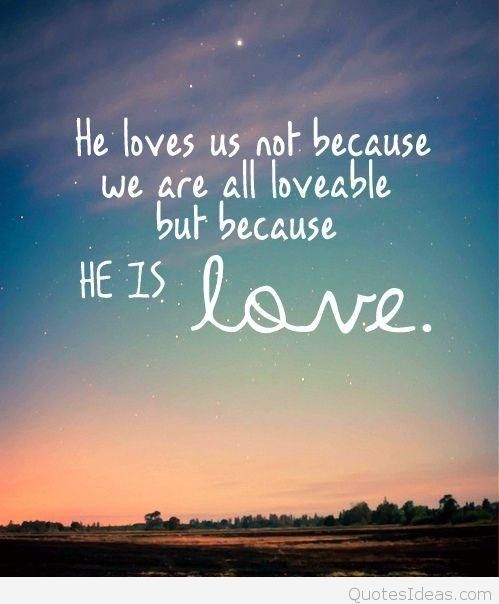 He loves us not because
we are all loveable
but because
HE IS love.
QuotesIdeas.com